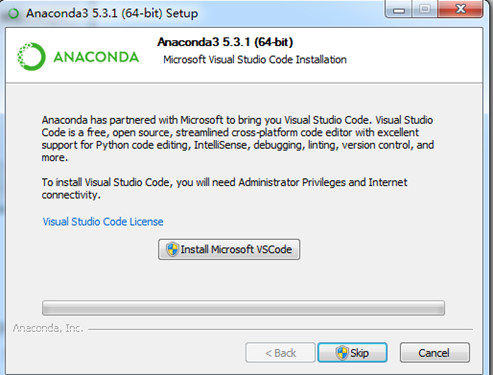 Anaconda3 5.3.1 (64-bit) Setup
Anaconda3 5.3.1 (64-bit)
Microsoft Visual Studio Code Installation
ANACONDA
Anaconda has partnered with Microsoft to bring you Visual Studio Code. Visual Studio
Code is a free, open source, streamlined cross-platform code editor with excellent
support for Python code editing, IntelliSense, debugging, linting, version control, and
more.
To install Visual Studio Code, you will need Administrator Privileges and Internet
connectivity.
Visual Studio Code License
Install Microsoft VSCode
Anaconda, Inc.
< Back
Skip
Cancel